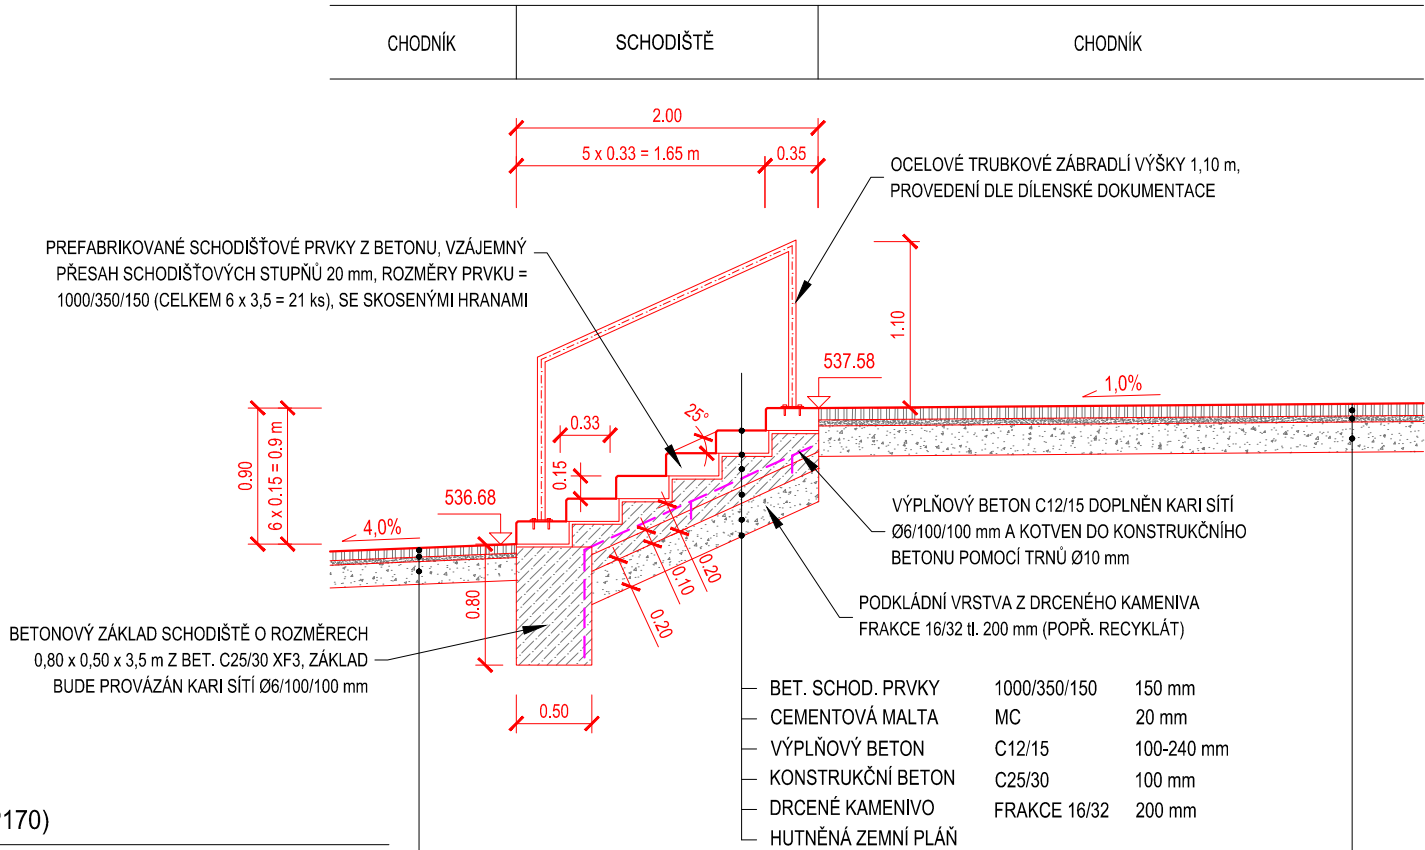 CHODNÍK
SCHODIŠTĚ
CHODNÍK
2.00
5 x 0.33 = 1.65 m
0.35
OCELOVÉ TRUBKOVÉ ZÁBRADLÍ VÝŠKY 1,10 m,
PROVEDENÍ DLE DÍLENSKÉ DOKUMENTACE
PREFABRIKOVANÉ SCHODIŠŤOVÉ PRVKY Z BETONU, VZÁJEMNÝ
PŘESAH SCHODIŠŤOVÝCH STUPŇŮ 20 mm, ROZMĚRY PRVKU =
1000/350/150 (CELKEM 6 x 3,5 = 21 ks), SE SKOSENÝMI HRANAMI
1.10
537.58
1,0%
25°
0.33
0.15
0.90
6 x 0.15 = 0.9 m
536.68
4,0%
VÝPLŇOVÝ BETON C12/15 DOPLNĚN KARI SÍTÍ
Ø6/100/100 mm A KOTVEN DO KONSTRUKČNÍHO
BETONU POMOCÍ TRNŮ Ø10 mm
0.20
0.10
0.20
0.80
PODKLÁDNÍ VRSTVA Z DRCENÉHO KAMENIVA
FRAKCE 16/32 tl. 200 mm (POPŘ. RECYKLÁT)
BETONOVÝ ZÁKLAD SCHODIŠTĚ O ROZMĚRECH
0,80 x 0,50 x 3,5 m Z BET. C25/30 XF3, ZÁKLAD
BUDE PROVÁZÁN KARI SÍTÍ Ø6/100/100 mm
0.50
BET. SCHOD. PRVKY 1000/350/150 150 mm
CEMENTOVÁ MALTA MC 20 mm
VÝPLŇOVÝ BETON C12/15 100-240 mm
KONSTRUKČNÍ BETON C25/30 100 mm
DRCENÉ KAMENIVO FRAKCE 16/32 200 mm
HUTNĚNÁ ZEMNÍ PLÁŇ
170)